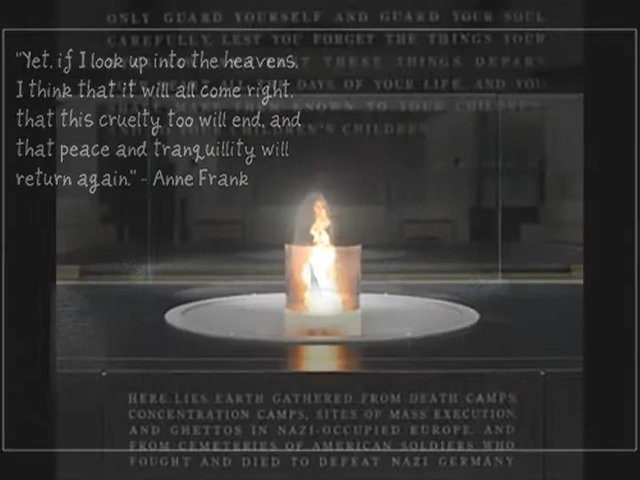 ONLY GUARD YOURSELF AND GUARD YOUR SOUL
CAREFULLY, LEST YOU FORGET THE THINGS YOUR
THESE THINGS DEPART
DAYS OF YOUR LIFE, AND YOU
TO YOUR CHILDREN
CHILDREN'S CHILDREN
"Yet, if I look up into the heavens,
I think that it will all come right,
that this cruelty too will end, and
that peace and tranquillity will
return again." - Anne Frank
HERE LIES EARTH GATHERED FROM DEATH CAMPS,
CONCENTRATION CAMPS, SITES OF MASS EXECUTION,
AND GHETTOS IN NAZI-OCCUPIED EUROPE, AND
FROM CEMETERIES OF AMERICAN SOLDIERS WHO
FOUGHT AND DIED TO DEFEAT NAZI GERMANY